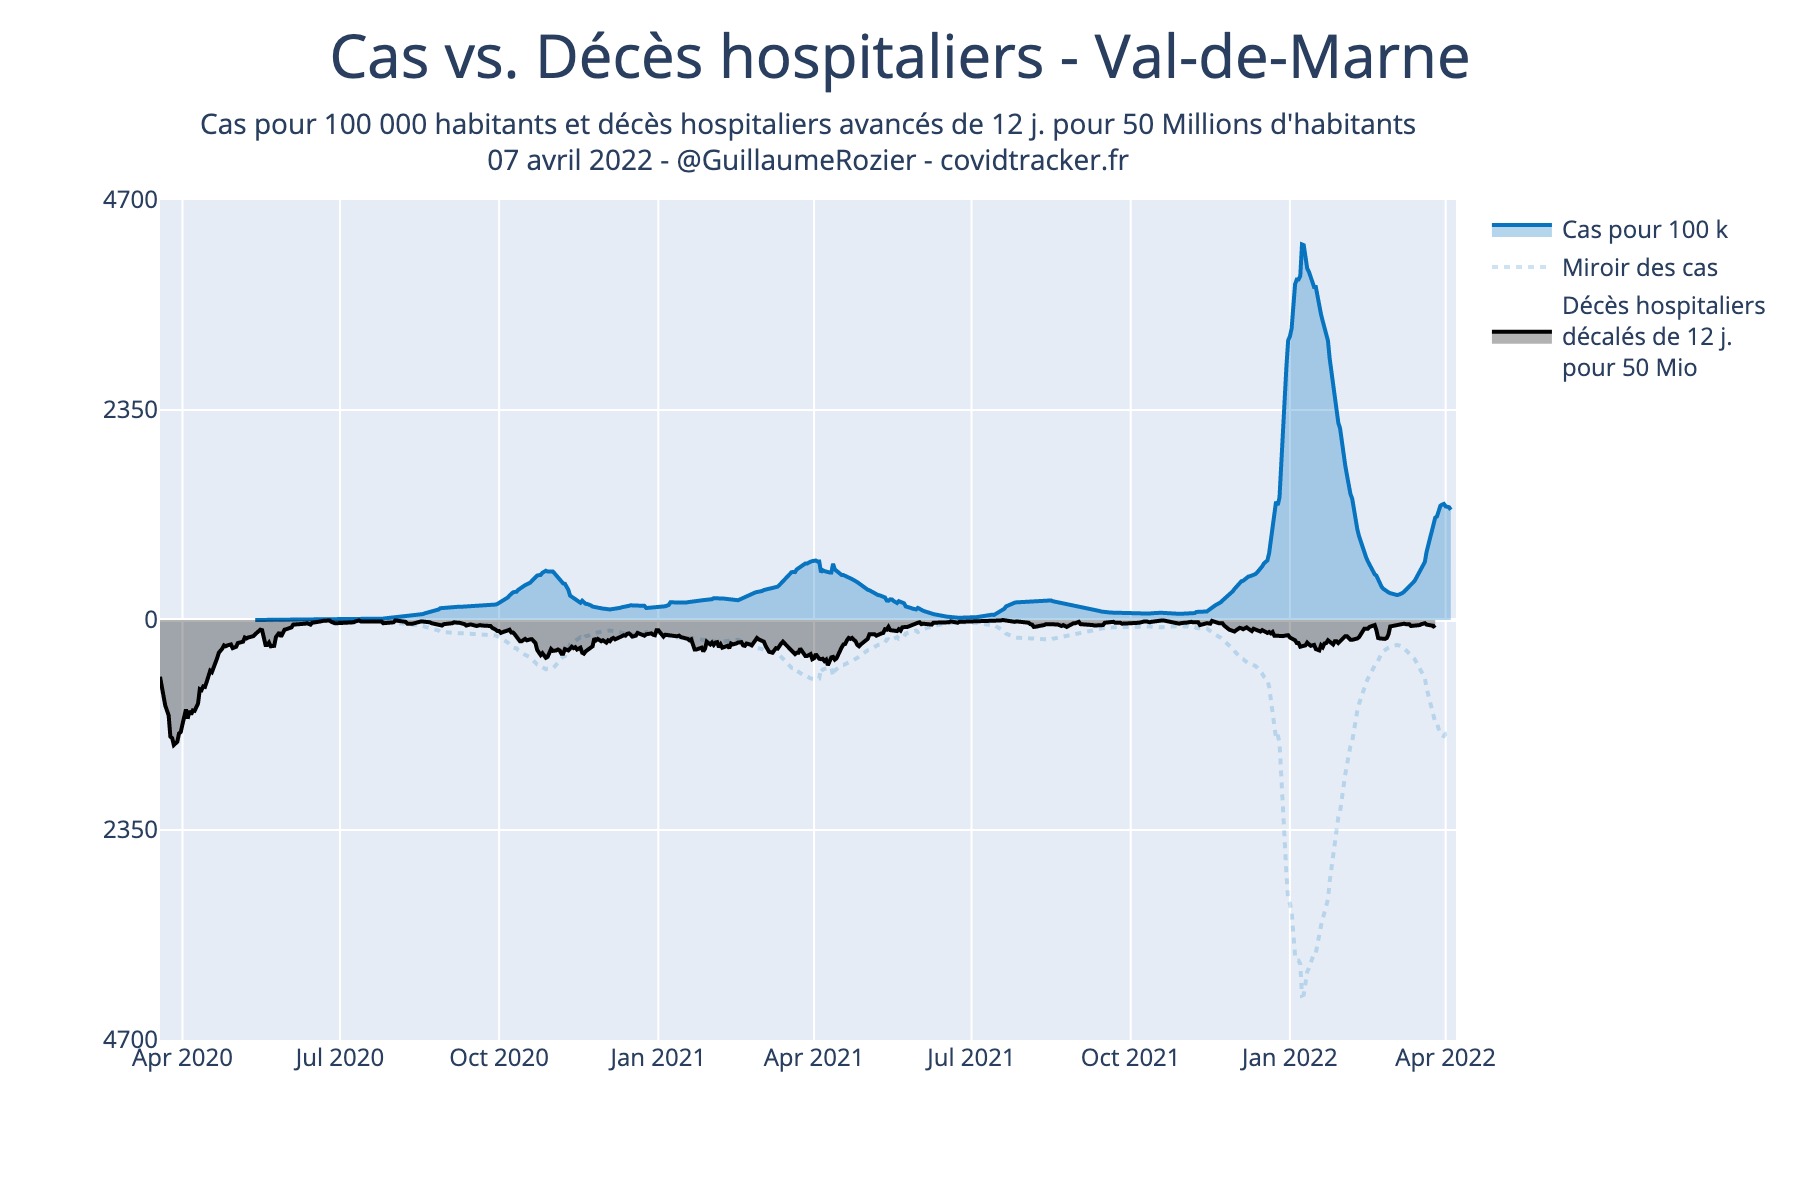 Cas vs. Décès hospitaliers - Val-de-Marne
Cas pour 100 000 habitants et décès hospitaliers avancés de 12 j. pour 50 Millions d'habitants
07 avril 2022 - @GuillaumeRozier - covidtracker.fr
4700
2350
0
2350
4700
Apr 2020 Jul 2020 Oct 2020 Jan 2021 Apr 2021 Jul 2021 Oct 2021 Jan 2022 Apr 2022
Cas pour 100 k
Miroir des cas
Décès hospitaliers
décalés de 12 j.
pour 50 Mio